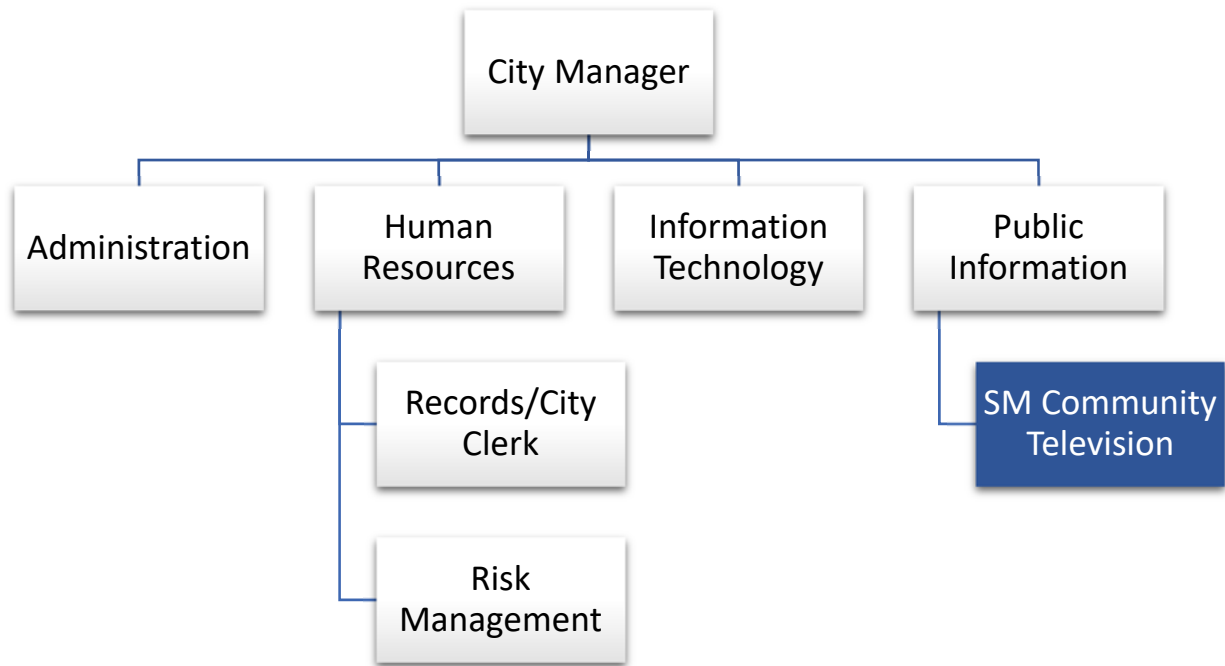 City Manager
Administration
Human
Resources
Information
Technology
Public
Information
Records/City
Clerk
SM Community
Television
Risk
Management